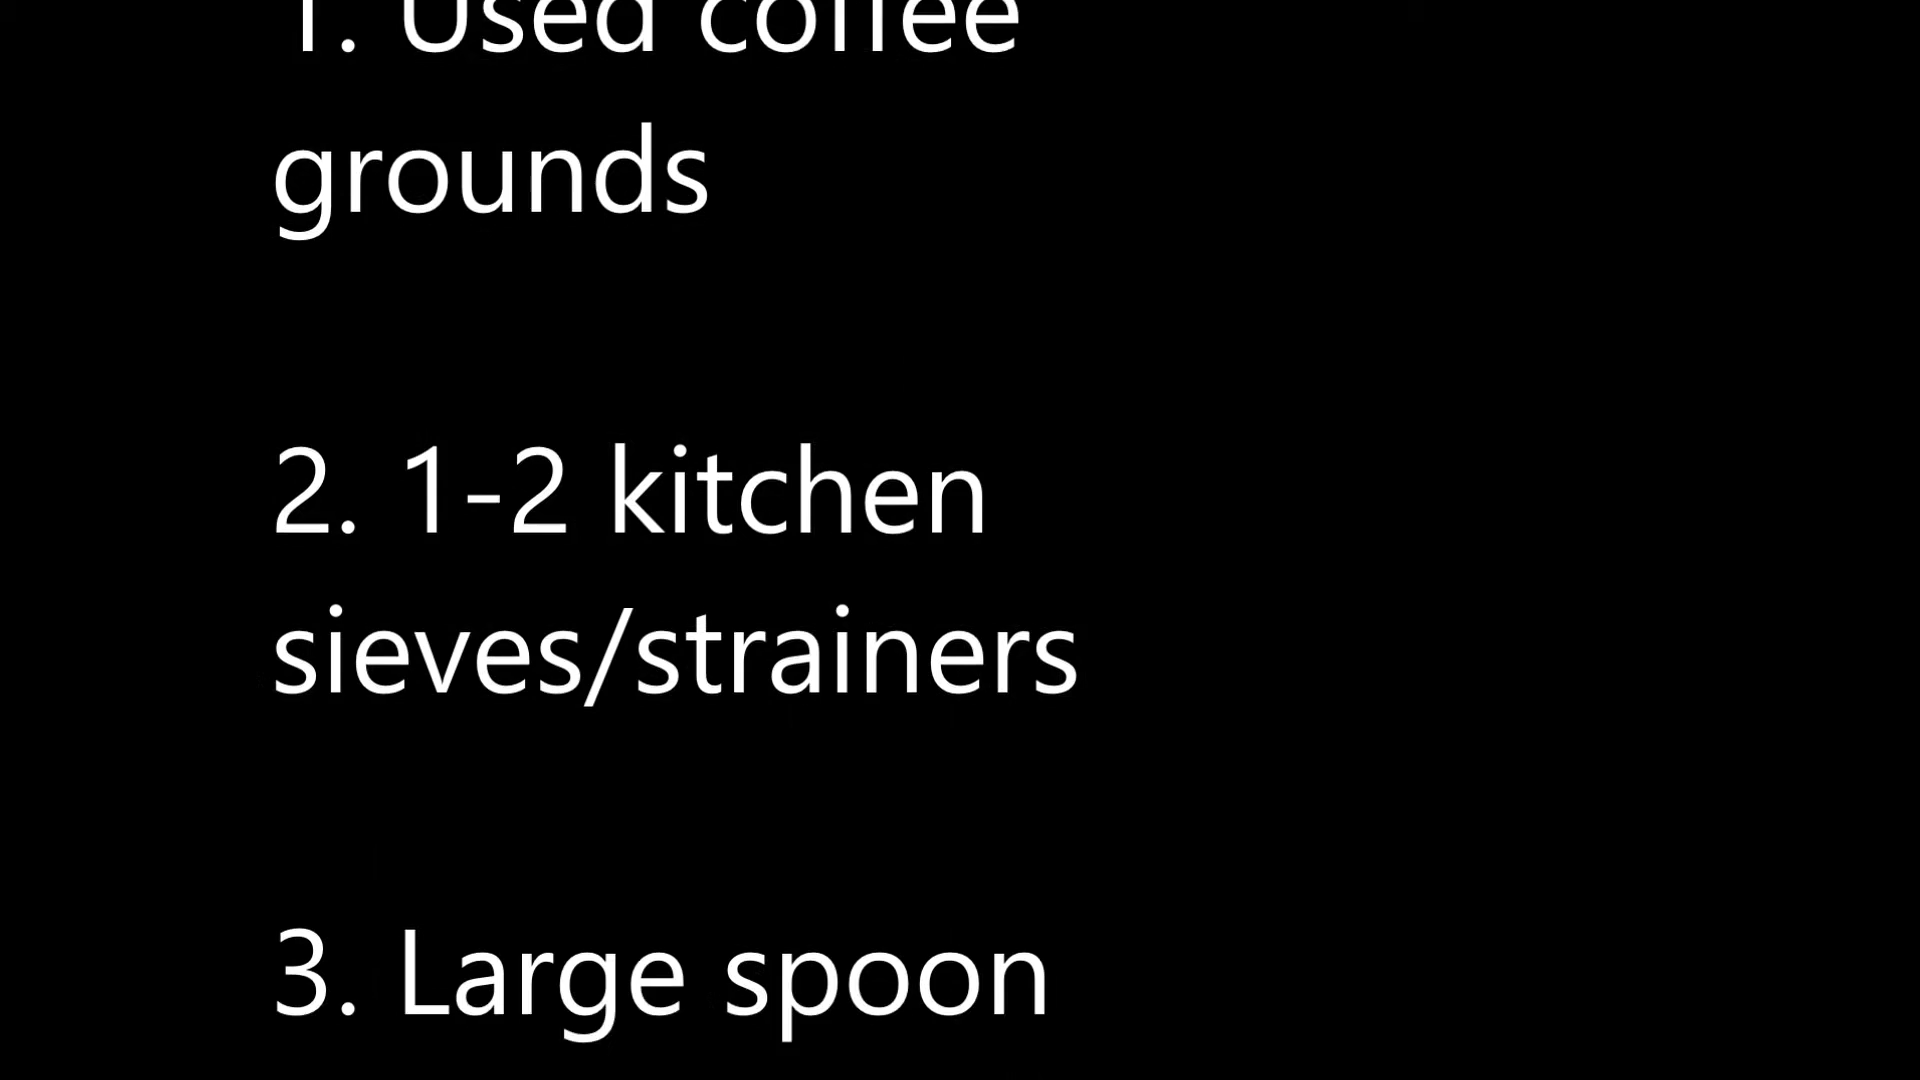 1. Used coffee
grounds
2. 1-2 kitchen
sieves/strainers
3. Large spoon